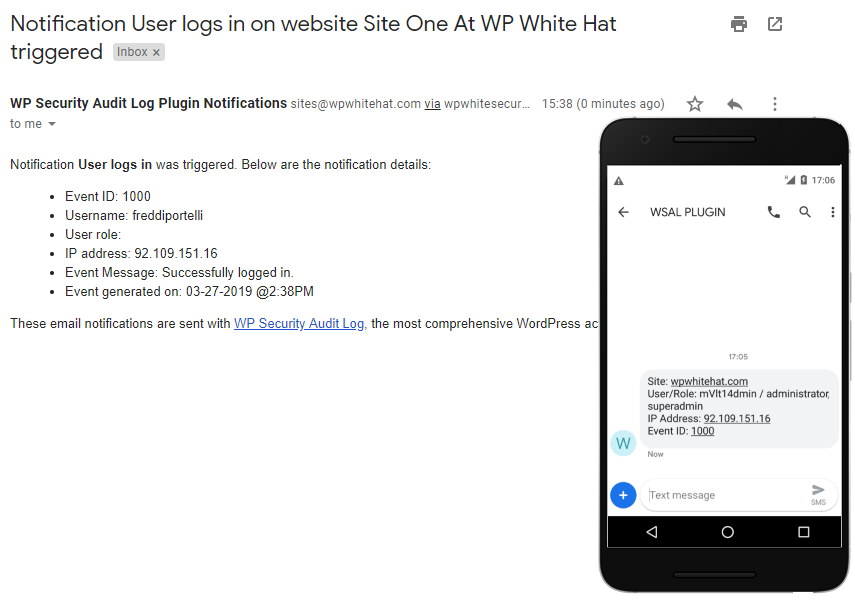 Notification User logs in on website Site One At WP White Hat
triggered Inbox ×
WP Security Audit Log Plugin Notifications sites@wpwhitehat.com via wpwhitesecur... 15:38 (0 minutes ago)
to me
Notification User logs in was triggered. Below are the notification details:
• Event ID: 1000
• Username: freddiportelli
• User role:
• IP address: 92.109.151.16
• Event Message: Successfully logged in.
• Event generated on: 03-27-2019 @2:38PM
These email notifications are sent with WP Security Audit Log, the most comprehensive WordPress ac
17:06
WSAL PLUGIN
17:05
Site: wpwhitehat.com
User/Role: mVlt14dmin / administrator,
superadmin
IP Address: 92.109.151.16
Event ID: 1000
W
Now
+
Text message
SMS